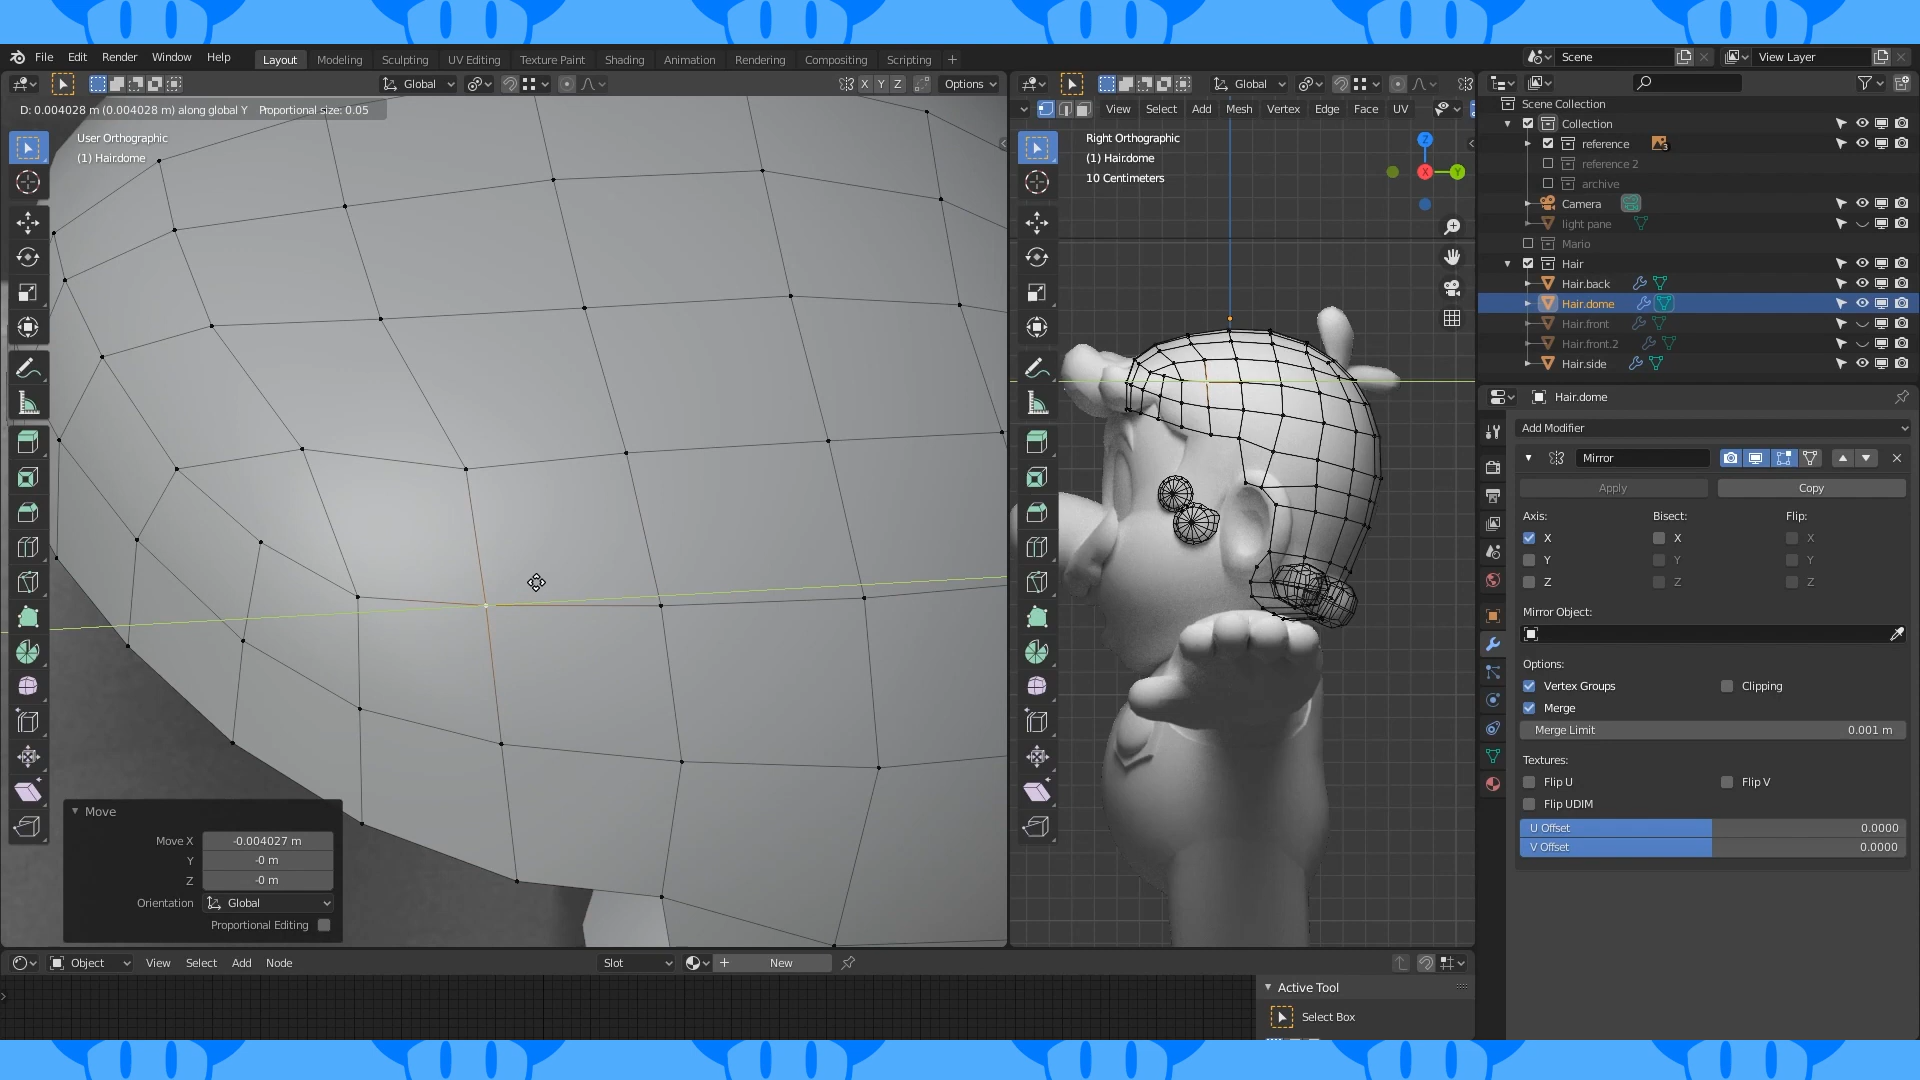 File Edit Render Window Help Layout Modeling Sculpting UV Editing Texture Paint Shading Animation Rendering Compositing Scripting + Scene View Layer
Global X Y Z Options Global
View Select Add Mesh Vertex Edge Face UV
D: 0.004028 m (0.004028 m) along global Y Proportional size: 0.05
User Orthographic
(1) Hair.dome
Right Orthographic
(1) Hair.dome
10 Centimeters
Z
X
Y
Scene Collection
Collection
reference 3
reference 2
archive
Camera
light pane
Mario
Hair
Hair.back
Hair.dome
Hair.front
Hair.front.2
Hair.side
Hair.dome
Add Modifier
Mirror
Apply Copy
Axis: Bisect: Flip:
X X X
Y Y Y
Z Z Z
Mirror Object:
Options:
Vertex Groups Clipping
Merge
Merge Limit 0.001 m
Textures:
Flip U Flip V
Flip UDIM
U Offset 0.0000
V Offset 0.0000
Move
Move X -0.004027 m
Y -0 m
Z -0 m
Orientation Global
Proportional Editing
Object View Select Add Node Slot New
Active Tool
Select Box